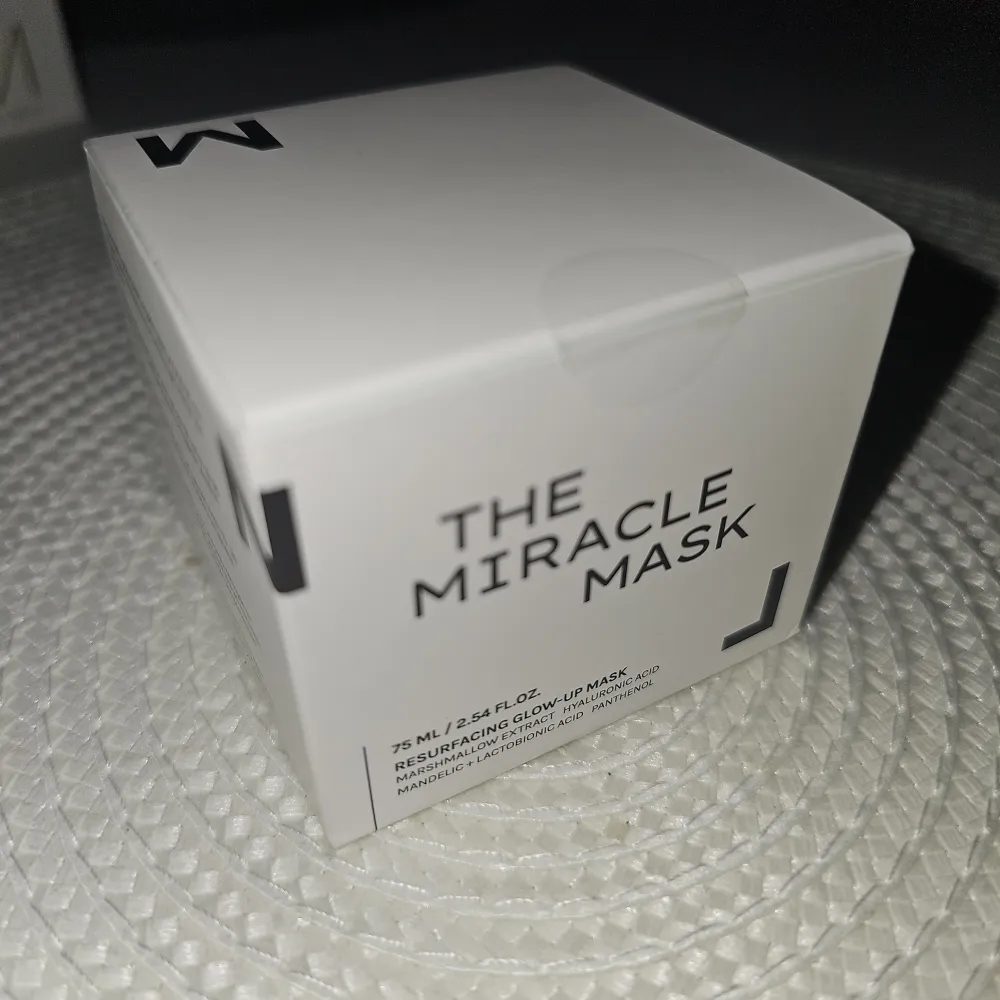 M
THE
MIRACLE
MASK
75 ML / 2.54 FL.OZ.
RESURFACING GLOW-UP MASK
MARSHMALLOW EXTRACT HYALURONIC ACID
MANDELIC + LACTOBIONIC ACID PANTHENOL